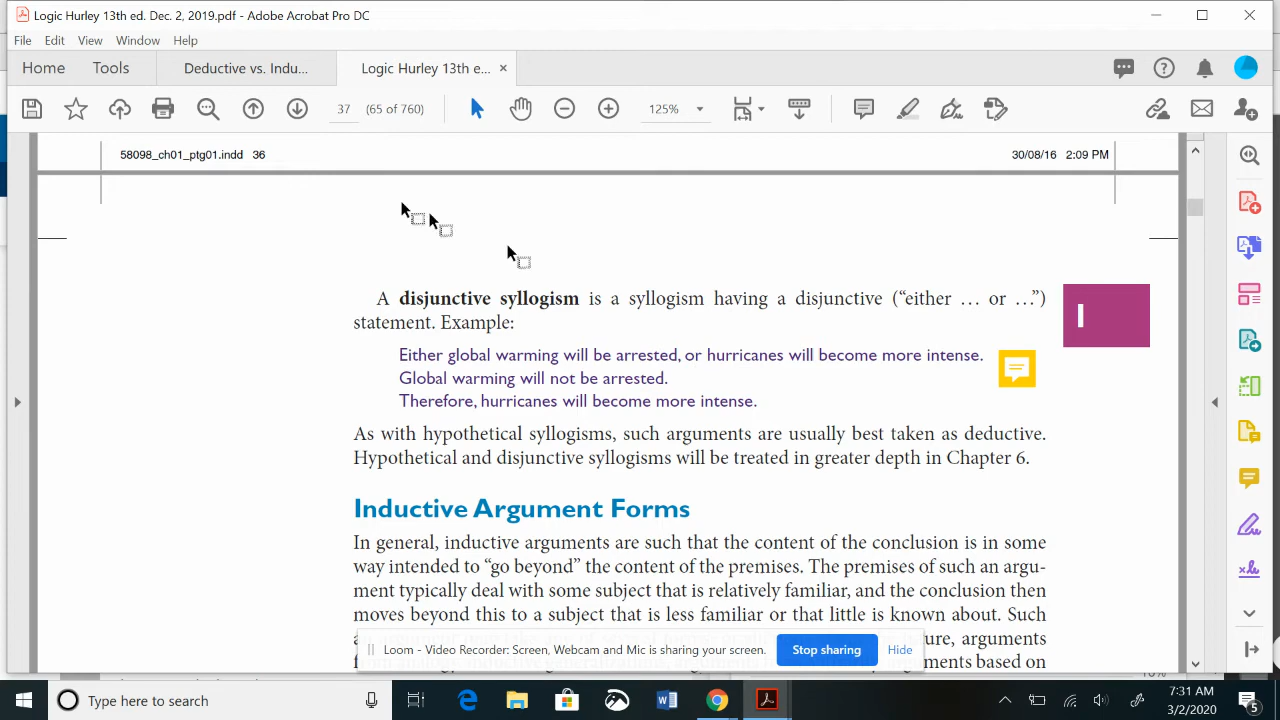 Logic Hurley 13th ed. Dec. 2, 2019.pdf - Adobe Acrobat Pro DC
File Edit View Window Help
Home Tools Deductive vs. Indu... Logic Hurley 13th e... ×
37 (65 of 760) 125%
58098_ch01_ptg01.indd 36 30/08/16 2:09 PM
A disjunctive syllogism is a syllogism having a disjunctive (“either … or …”)
statement. Example:
Either global warming will be arrested, or hurricanes will become more intense.
Global warming will not be arrested.
Therefore, hurricanes will become more intense.
As with hypothetical syllogisms, such arguments are usually best taken as deductive.
Hypothetical and disjunctive syllogisms will be treated in greater depth in Chapter 6.
Inductive Argument Forms
In general, inductive arguments are such that the content of the conclusion is in some
way intended to “go beyond” the content of the premises. The premises of such an argu-
ment typically deal with some subject that is relatively familiar, and the conclusion then
moves beyond this to a subject that is less familiar or that little is known about. Such
Loom - Video Recorder: Screen, Webcam and Mic is sharing your screen. Stop sharing Hide
arguments
Type here to search
7:31 AM
3/2/2020
5